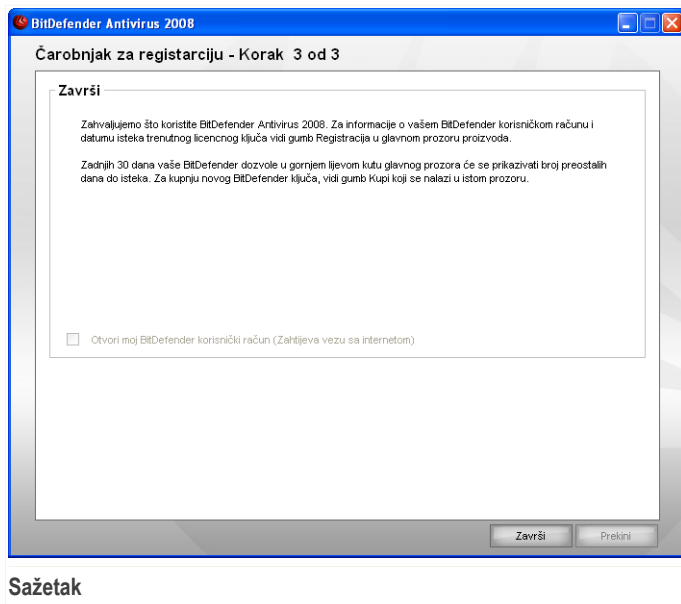 BitDefender Antivirus 2008
Čarobnjak za registarciju - Korak 3 od 3
Završi
Zahvaljujemo što koristite BitDefender Antivirus 2008. Za informacije o vašem BitDefender korisničkom računu i
datumu isteka trenutnog licencnog ključa vidi gumb Registracija u glavnom prozoru proizvoda.
Zadnjih 30 dana vaše BitDefender dozvole u gornjem lijevom kutu glavnog prozora će se prikazivati broj preostalih
dana do isteka. Za kupnju novog BitDefender ključa, vidi gumb Kupi koji se nalazi u istom prozoru.
Otvori moj BitDefender korisnički račun (Zahtijeva vezu sa internetom)
Završi
Prekini
Sažetak